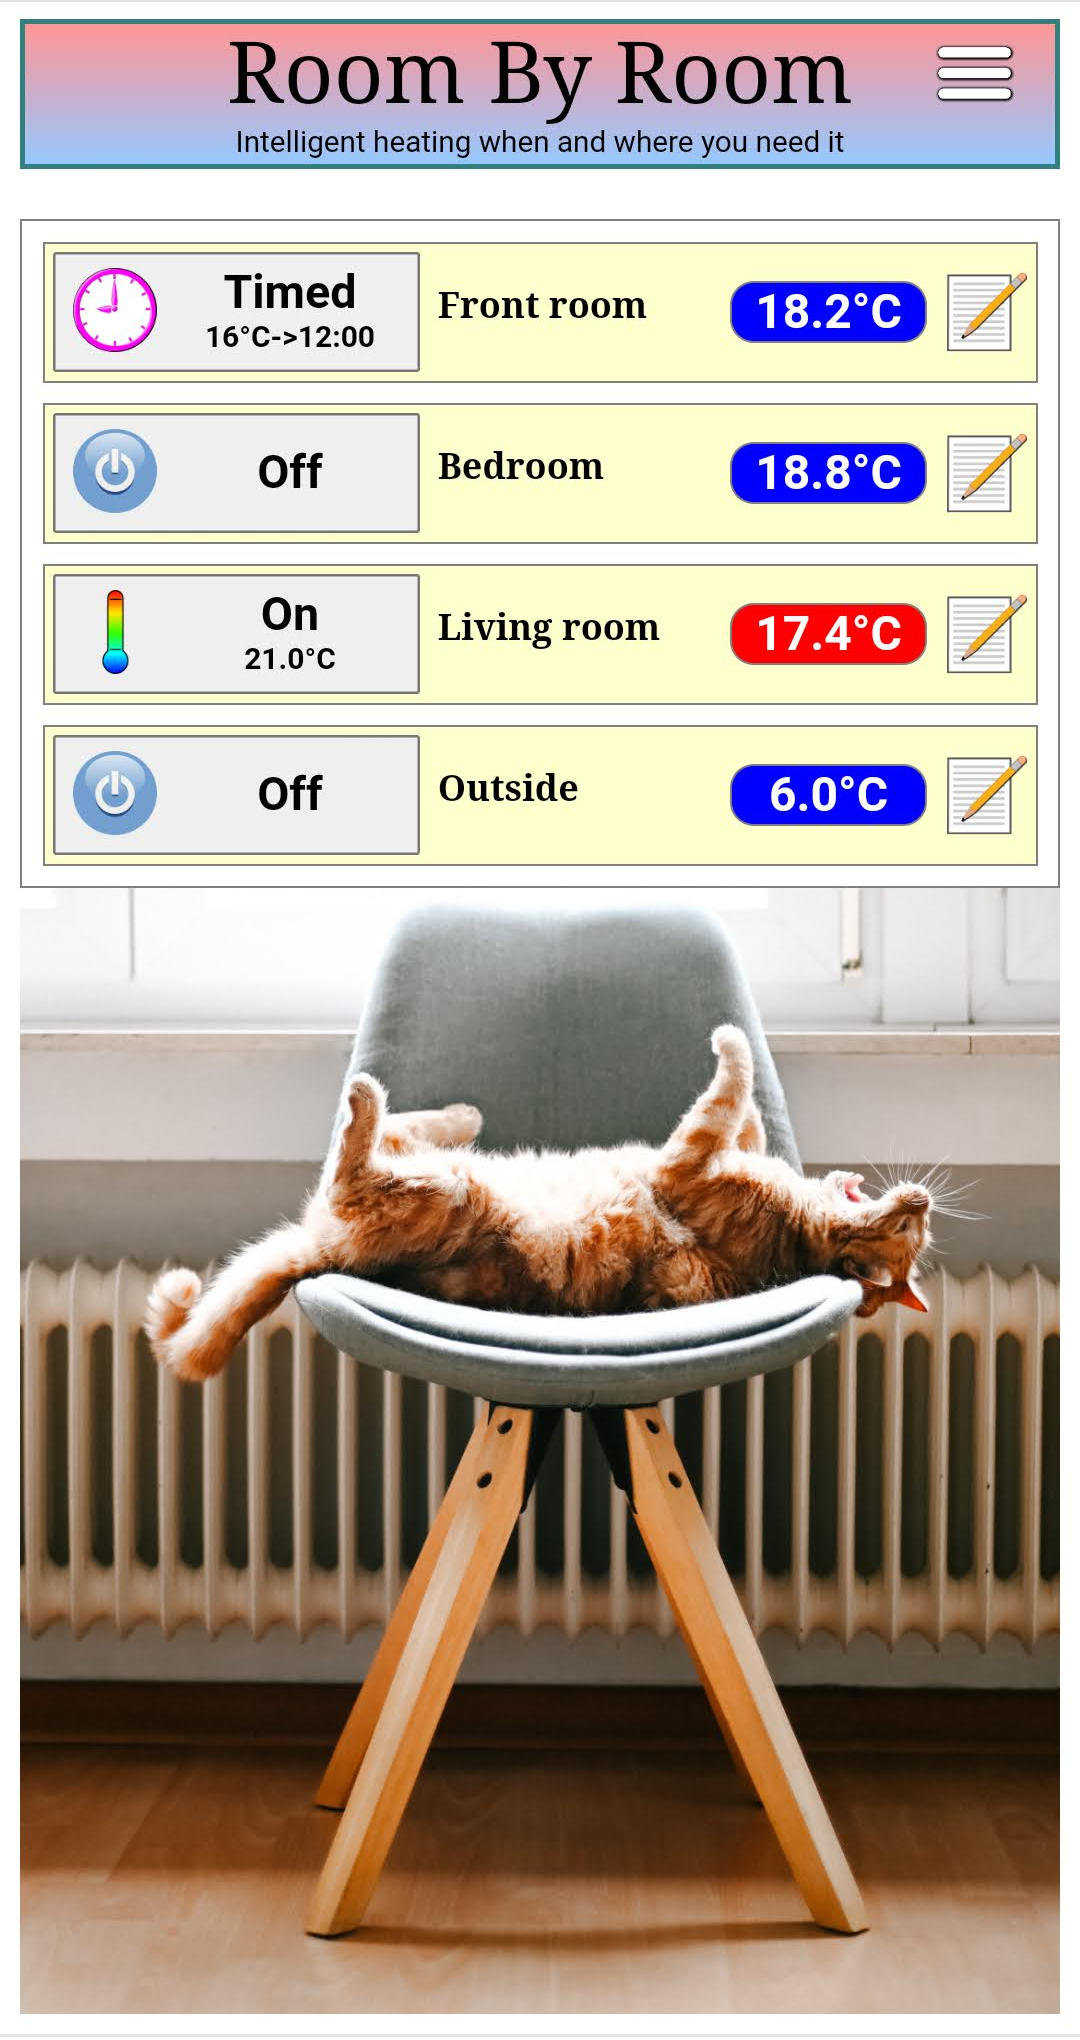 Room By Room
Intelligent heating when and where you need it
Timed
16°C->12:00
Front room
18.2°C
Off
Bedroom
18.8°C
On
21.0°C
Living room
17.4°C
Off
Outside
6.0°C